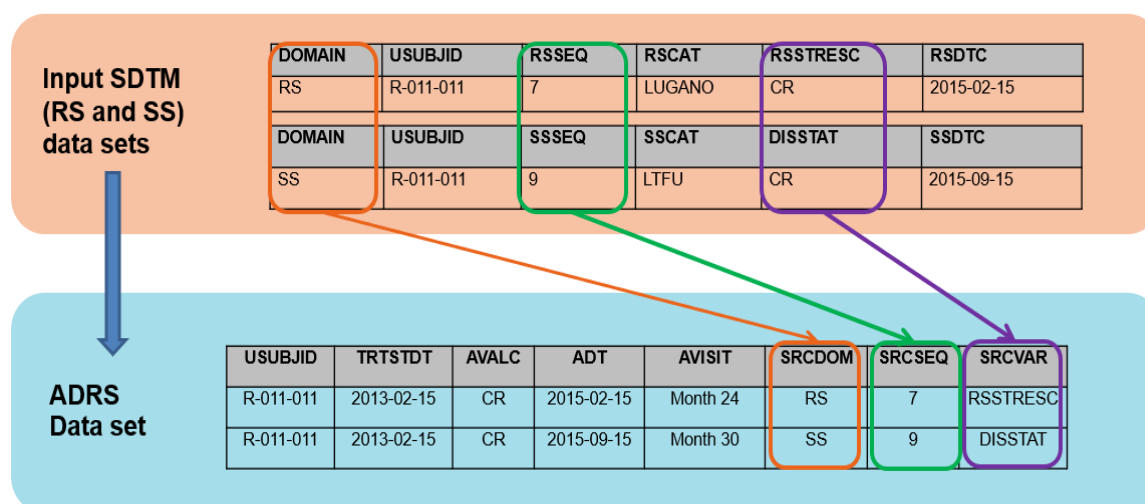 Input SDTM
(RS and SS)
data sets
DOMAIN USUBJID RSSEQ RSCAT RSSTRESC RSDTC
RS R-011-011 7 LUGANO CR 2015-02-15
DOMAIN USUBJID SSSEQ SSCAT DISSTAT SSDTC
SS R-011-011 9 LTFU CR 2015-09-15
ADRS
Data set
USUBJID TRTSTDT AVALC ADT AVISIT SRCDOM SRCSEQ SRCVAR
R-011-011 2013-02-15 CR 2015-02-15 Month 24 RS 7 RSSTRESC
R-011-011 2013-02-15 CR 2015-09-15 Month 30 SS 9 DISSTAT